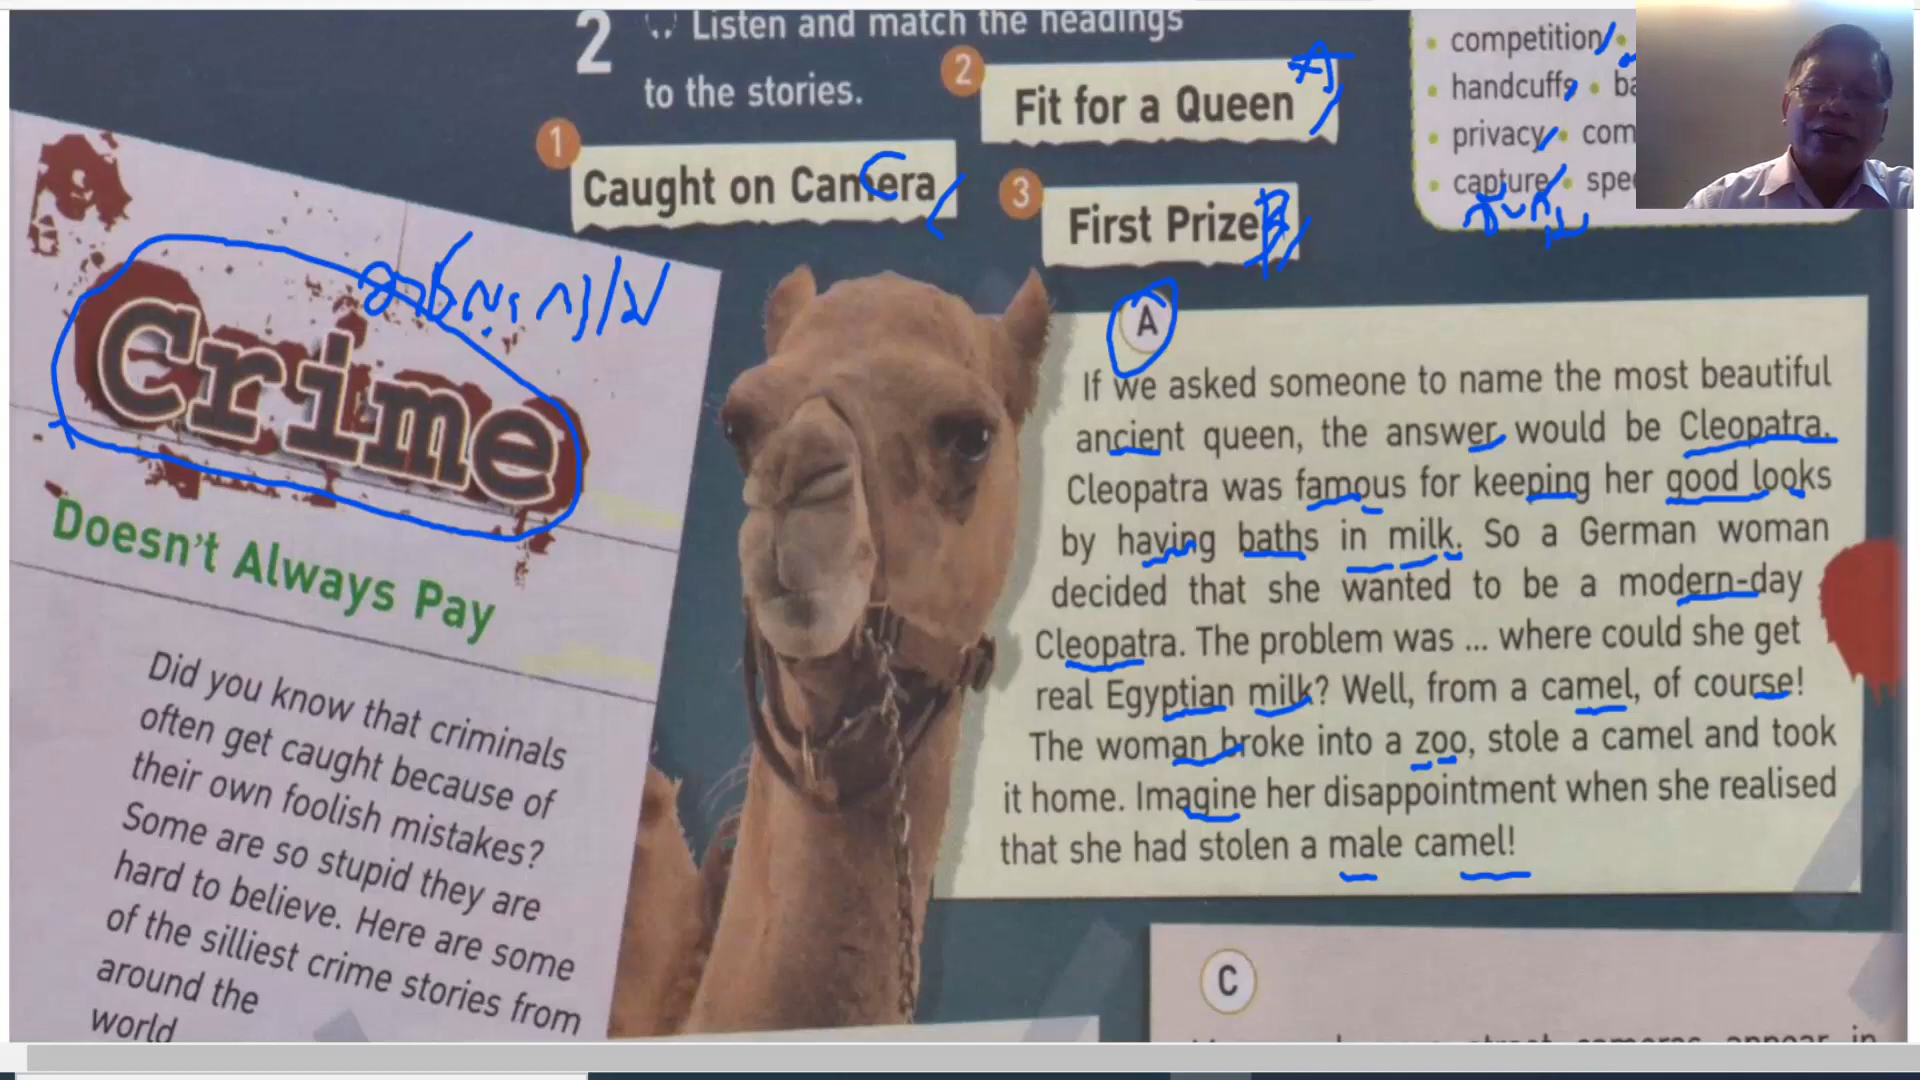 2 Listen and match the headings
to the stories.
1 Caught on Camera C
2 Fit for a Queen A
3 First Prize B
• competition •
• handcuffs •
• privacy •
• capture •
Crime
Doesn't Always Pay
Did you know that criminals
often get caught because of
their own foolish mistakes?
Some are so stupid they are
hard to believe. Here are some
of the silliest crime stories from
around the
world
A
If we asked someone to name the most beautiful
ancient queen, the answer would be Cleopatra.
Cleopatra was famous for keeping her good looks
by having baths in milk. So a German woman
decided that she wanted to be a modern-day
Cleopatra. The problem was ... where could she get
real Egyptian milk? Well, from a camel, of course!
The woman broke into a zoo, stole a camel and took
it home. Imagine her disappointment when she realised
that she had stolen a male camel!
C
street cameras appear in